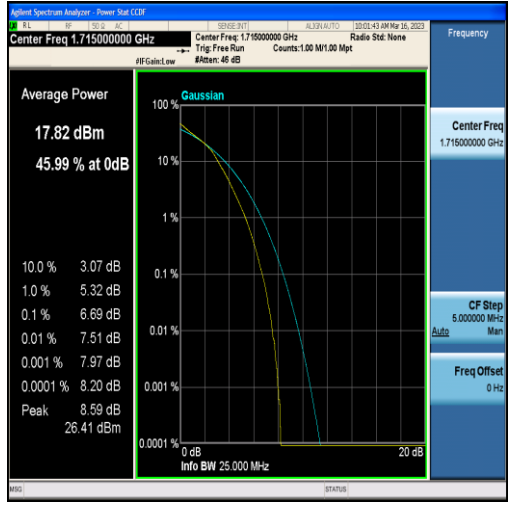 Agilent Spectrum Analyzer - Power Stat CCDF
RL RF 50 Ω AC SENSE:INT ALIGN AUTO 10:01:43 AM Mar 16, 2023
Center Freq 1.715000000 GHz
Center Freq: 1.715000000 GHz Radio Std: None
Trig: Free Run Counts:1.00 M/1.00 Mpt
#IFGain:Low #Atten: 46 dB
Frequency
Average Power
17.82 dBm
45.99 % at 0dB
10.0 % 3.07 dB
1.0 % 5.32 dB
0.1 % 6.69 dB
0.01 % 7.51 dB
0.001 % 7.97 dB
0.0001 % 8.20 dB
Peak 8.59 dB
26.41 dBm
Gaussian
100 %
10 %
1 %
0.1 %
0.01 %
0.001 %
0.0001 %
0 dB 20 dB
Info BW 25.000 MHz
Center Freq
1.715000000 GHz
CF Step
5.000000 MHz
Auto Man
Freq Offset
0 Hz
MSG STATUS